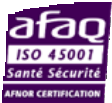 afaq
ISO 45001
Santé Sécurité
AFNOR CERTIFICATION